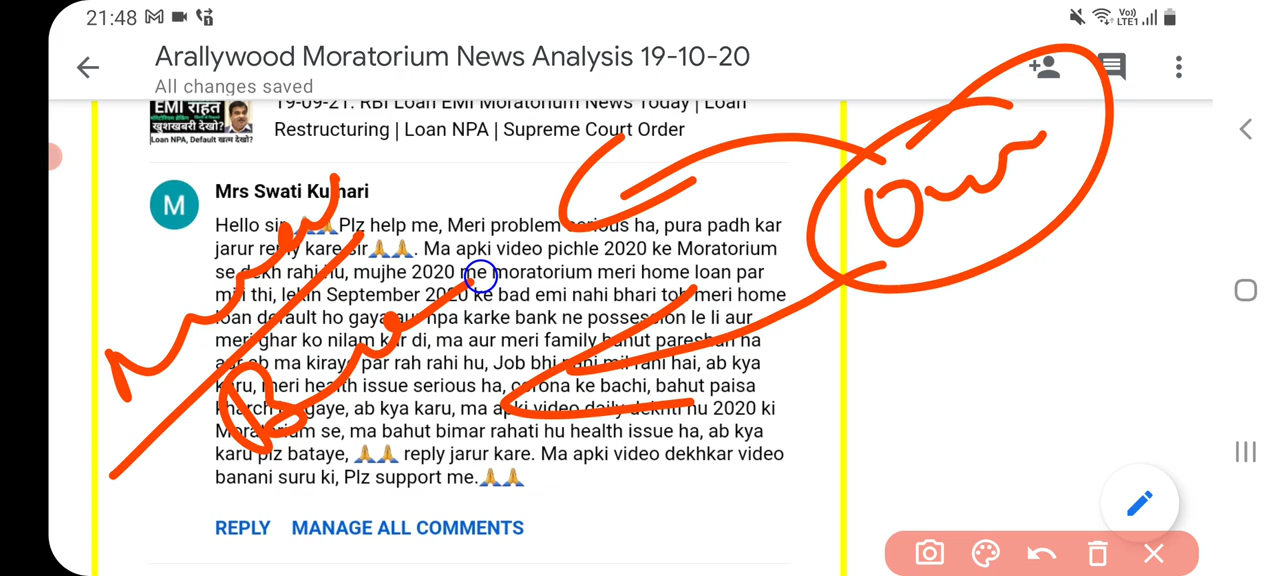 21:48
Vo))
LTE1
Arallywood Moratorium News Analysis 19-10-20
All changes saved
EMI राहत
खुशखबरी देखो?
Loan NPA, Default खत्म देखो?
19-09-21. RBI Loan EMI Moratorium News Today | Loan
Restructuring | Loan NPA | Supreme Court Order
M
Mrs Swati Kumari
Hello sir 🙏🙏Plz help me, Meri problem serious ha, pura padh kar
jarur reply kare sir🙏🙏. Ma apki video pichle 2020 ke Moratorium
se dekh rahi hu, mujhe 2020 me moratorium meri home loan par
mili thi, lekin September 2020 ke bad emi nahi bhari toh meri home
loan default ho gaya aur npa karke bank ne possession le li aur
meri ghar ko nilam kar di, ma aur meri family bahut pareshan ha
aur ab ma kiraye par rah rahi hu, Job bhi nahi mil rahi hai, ab kya
karu, meri health issue serious ha, corona ke bachi, bahut paisa
kharch ho gaye, ab kya karu, ma apki video daily dekhti hu 2020 ki
Moratorium se, ma bahut bimar rahati hu health issue ha, ab kya
karu plz bataye, 🙏🙏 reply jarur kare. Ma apki video dekhkar video
banani suru ki, Plz support me.🙏🙏
REPLY MANAGE ALL COMMENTS